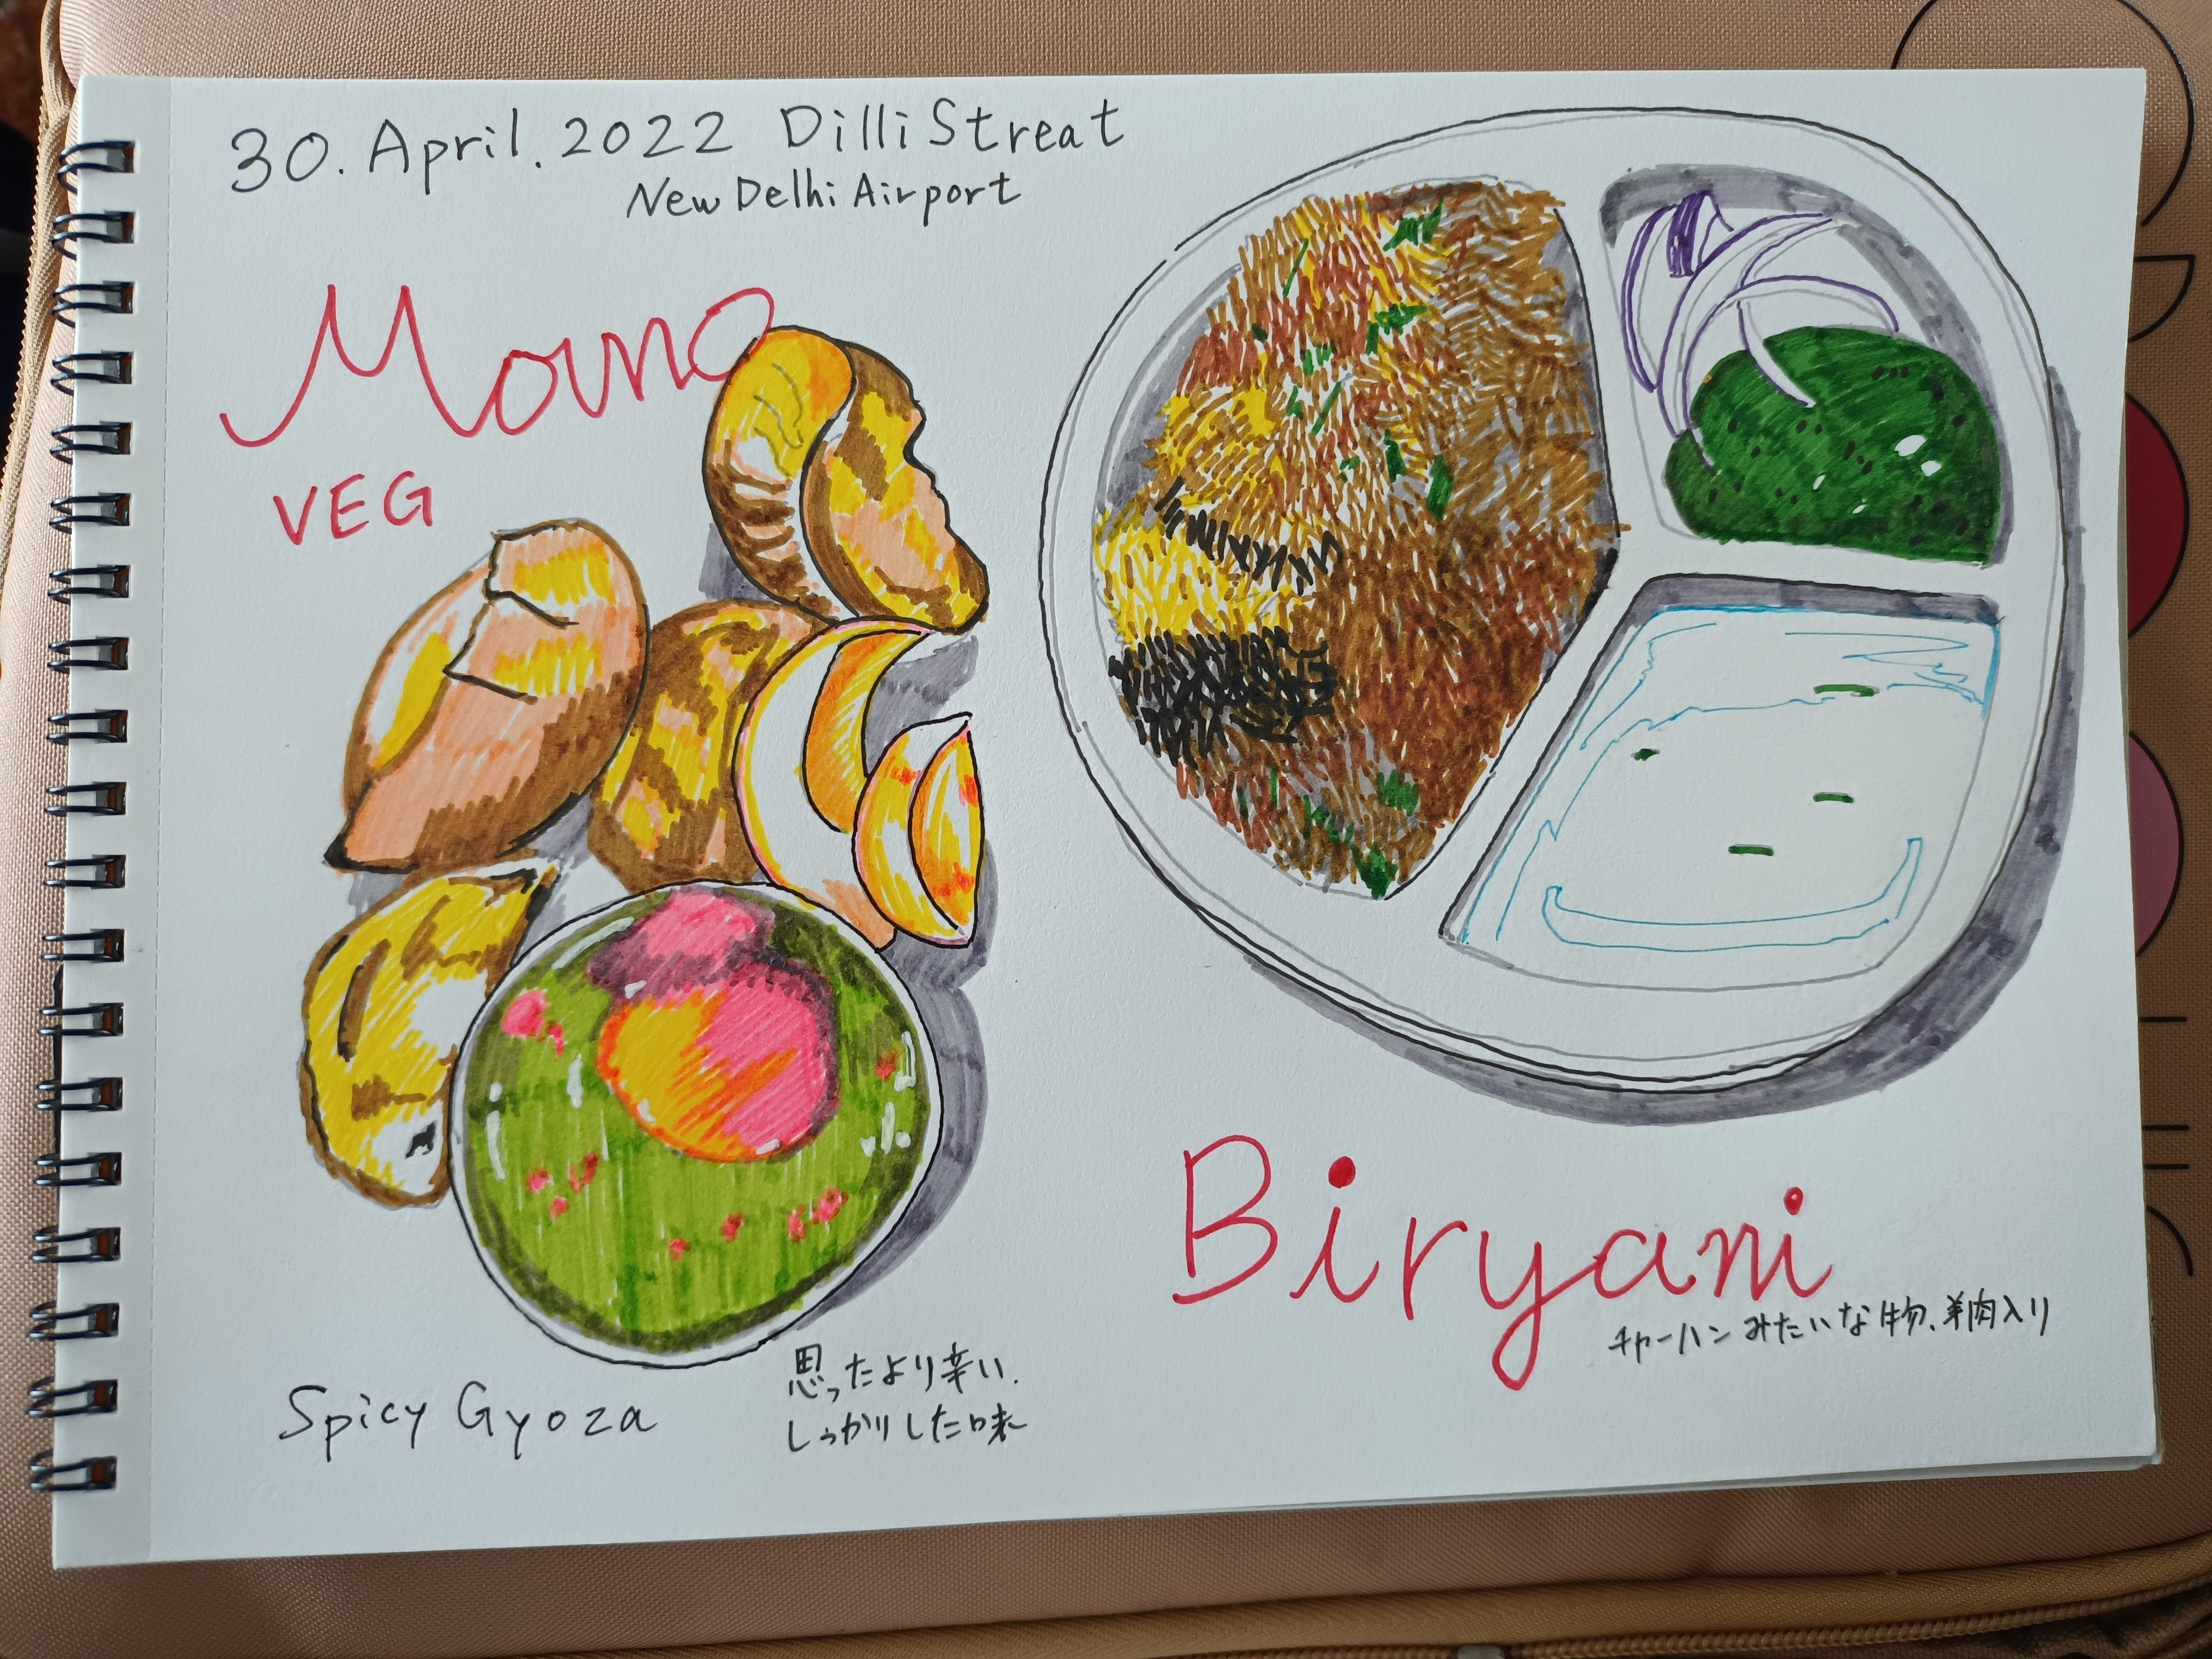 30. April. 2022 Dilli Streat
New Delhi Airport
Momo
VEG
Biryani
チャーハンみたいな物、羊肉入り
Spicy Gyoza
思ったより辛い.
しっかりした味